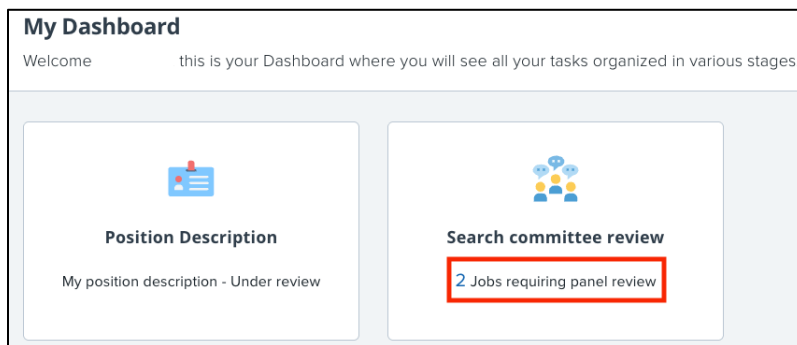 My Dashboard
Welcome this is your Dashboard where you will see all your tasks organized in various stages
Position Description
My position description - Under review
Search committee review
2 Jobs requiring panel review